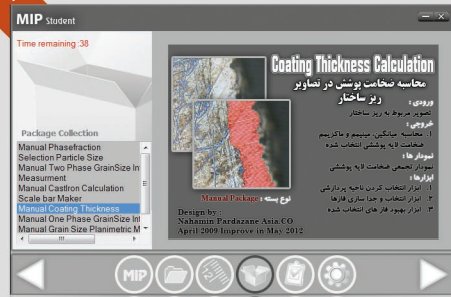 MIP Student
Time remaining :38
Package Collection
Manual Phasefraction
Selection Particle Size
Manual Two Phase GrainSize In
Measurment
Manual CastIron Calculation
Scale bar Maker
Manual Coating Thickness
Manual One Phase GrainSize Int
Manual Grain Size Planimetric M
Coating Thickness Calculation
محاسبه ضخامت پوشش در تصاویر
ریز ساختار
ورودی :
تصویر مربوط به ریز ساختار
خروجی :
۱. محاسبه میانگین، مینیمم و ماکزیمم
ضخامت لایه پوششی انتخاب شده
نمودار ها :
نمودار تجمعی ضخامت لایه پوششی
ابزارها :
۱. ابزار انتخاب کردن ناحیه پردازشی
۲. ابزار انتخاب و جدا سازی فازها
۳. ابزار بهبود فاز های انتخاب شده
نوع بسته : Manual Package
Design by :
Nahamin Pardazane Asia.CO
April 2009 Improve in May 2012
MIP